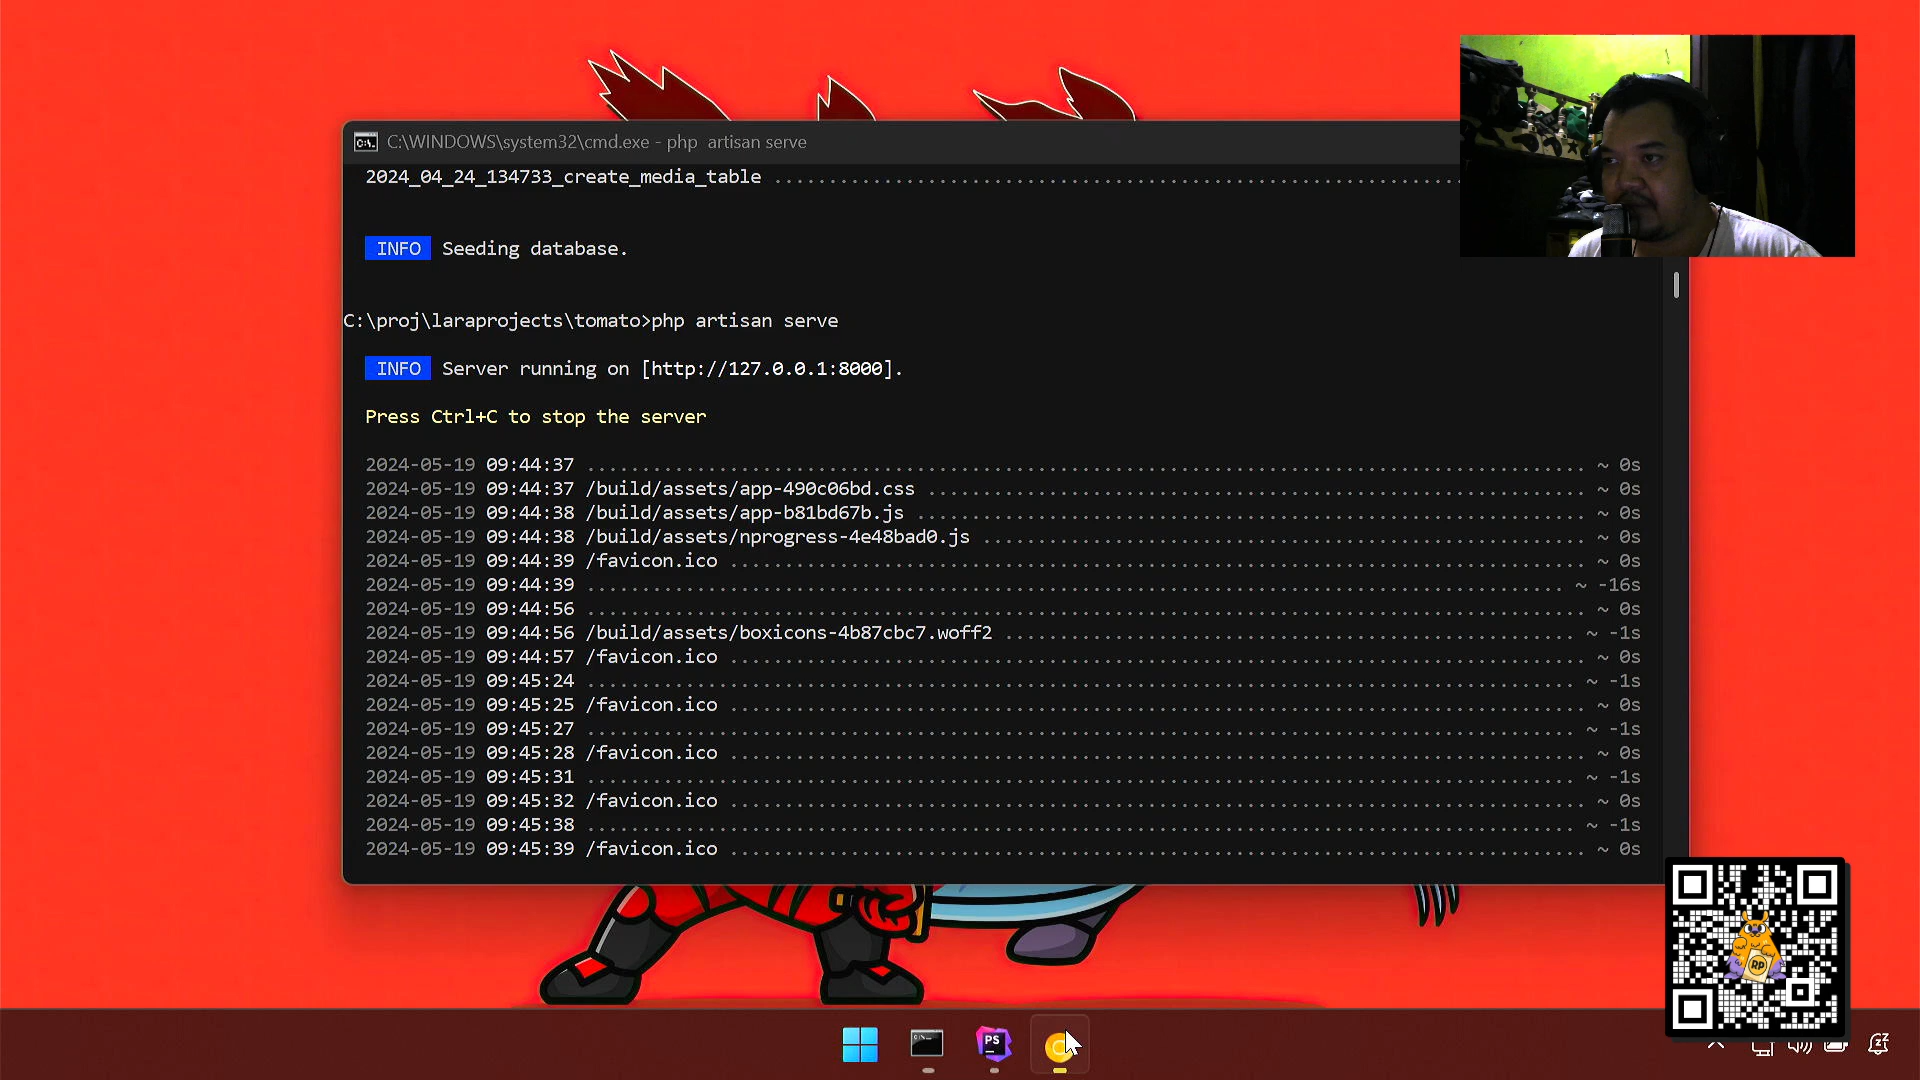 C:\WINDOWS\system32\cmd.exe - php  artisan serve
2024_04_24_134733_create_media_table ..............................................................
INFO Seeding database.
C:\proj\laraprojects\tomato>php artisan serve
INFO Server running on [http://127.0.0.1:8000].
Press Ctrl+C to stop the server
2024-05-19 09:44:37 .......................................................................................... ~ 0s
2024-05-19 09:44:37 /build/assets/app-490c06bd.css ........................................................... ~ 0s
2024-05-19 09:44:38 /build/assets/app-b81bd67b.js ............................................................ ~ 0s
2024-05-19 09:44:38 /build/assets/nprogress-4e48bad0.js ...................................................... ~ 0s
2024-05-19 09:44:39 /favicon.ico ............................................................................. ~ 0s
2024-05-19 09:44:39 ........................................................................................ ~ -16s
2024-05-19 09:44:56 .......................................................................................... ~ 0s
2024-05-19 09:44:56 /build/assets/boxicons-4b87cbc7.woff2 ................................................... ~ -1s
2024-05-19 09:44:57 /favicon.ico ............................................................................. ~ 0s
2024-05-19 09:45:24 ......................................................................................... ~ -1s
2024-05-19 09:45:25 /favicon.ico ............................................................................. ~ 0s
2024-05-19 09:45:27 ......................................................................................... ~ -1s
2024-05-19 09:45:28 /favicon.ico ............................................................................. ~ 0s
2024-05-19 09:45:31 ......................................................................................... ~ -1s
2024-05-19 09:45:32 /favicon.ico ............................................................................. ~ 0s
2024-05-19 09:45:38 ......................................................................................... ~ -1s
2024-05-19 09:45:39 /favicon.ico ............................................................................. ~ 0s
RP
PS